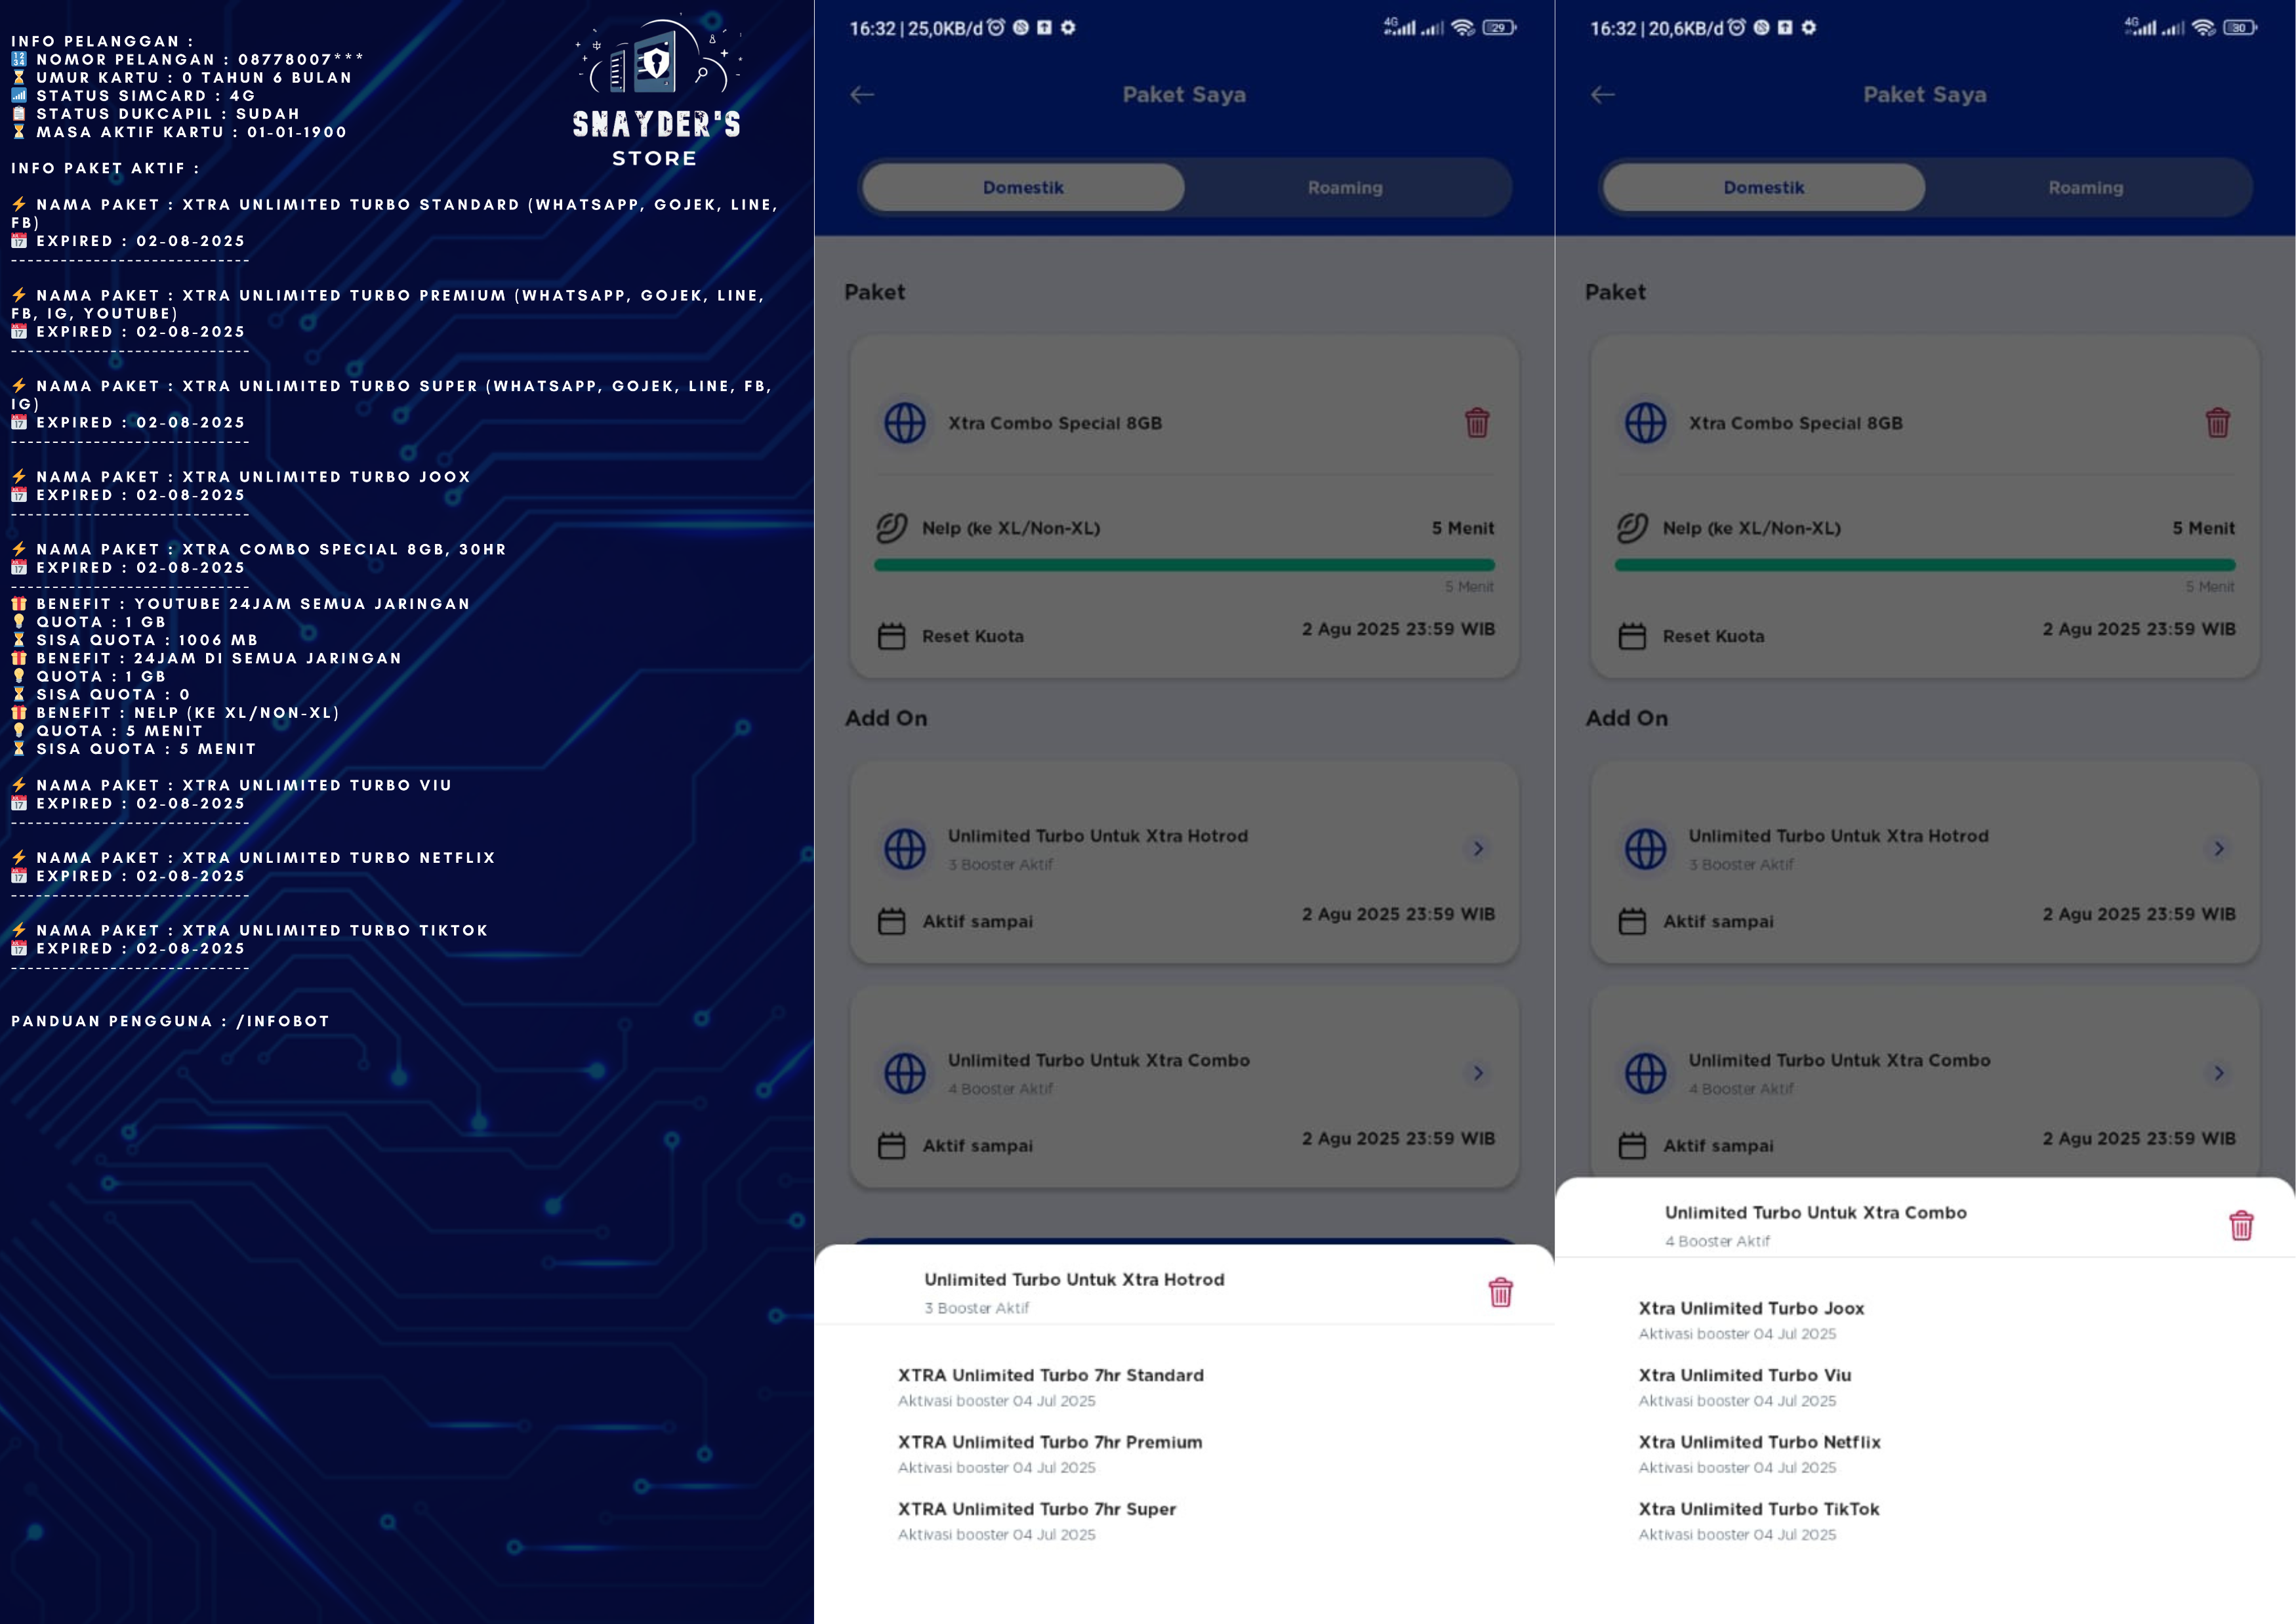 INFO PELANGGAN :
🔢 NOMOR PELANGAN : 08778007***
⏳ UMUR KARTU : 0 TAHUN 6 BULAN
📶 STATUS SIMCARD : 4G
📋 STATUS DUKCAPIL : SUDAH
⏳ MASA AKTIF KARTU : 01-01-1900
INFO PAKET AKTIF :
⚡ NAMA PAKET : XTRA UNLIMITED TURBO STANDARD (WHATSAPP, GOJEK, LINE,
FB)
📅 EXPIRED : 02-08-2025
-----------------------------
⚡ NAMA PAKET : XTRA UNLIMITED TURBO PREMIUM (WHATSAPP, GOJEK, LINE,
FB, IG, YOUTUBE)
📅 EXPIRED : 02-08-2025
-----------------------------
⚡ NAMA PAKET : XTRA UNLIMITED TURBO SUPER (WHATSAPP, GOJEK, LINE, FB,
IG)
📅 EXPIRED : 02-08-2025
-----------------------------
⚡ NAMA PAKET : XTRA UNLIMITED TURBO JOOX
📅 EXPIRED : 02-08-2025
-----------------------------
⚡ NAMA PAKET : XTRA COMBO SPECIAL 8GB, 30HR
📅 EXPIRED : 02-08-2025
-----------------------------
🎁 BENEFIT : YOUTUBE 24JAM SEMUA JARINGAN
💡 QUOTA : 1 GB
⏳ SISA QUOTA : 1006 MB
🎁 BENEFIT : 24JAM DI SEMUA JARINGAN
💡 QUOTA : 1 GB
⏳ SISA QUOTA : 0
🎁 BENEFIT : NELP (KE XL/NON-XL)
💡 QUOTA : 5 MENIT
⏳ SISA QUOTA : 5 MENIT
⚡ NAMA PAKET : XTRA UNLIMITED TURBO VIU
📅 EXPIRED : 02-08-2025
-----------------------------
⚡ NAMA PAKET : XTRA UNLIMITED TURBO NETFLIX
📅 EXPIRED : 02-08-2025
-----------------------------
⚡ NAMA PAKET : XTRA UNLIMITED TURBO TIKTOK
📅 EXPIRED : 02-08-2025
-----------------------------
PANDUAN PENGGUNA : /INFOBOT
SNAYDER'S
STORE
16:32 | 25,0KB/d 4G 29
Paket Saya
Domestik Roaming
Paket
Xtra Combo Special 8GB
Nelp (ke XL/Non-XL) 5 Menit
5 Menit
Reset Kuota 2 Agu 2025 23:59 WIB
Add On
Unlimited Turbo Untuk Xtra Hotrod
3 Booster Aktif
Aktif sampai 2 Agu 2025 23:59 WIB
Unlimited Turbo Untuk Xtra Combo
4 Booster Aktif
Aktif sampai 2 Agu 2025 23:59 WIB
Unlimited Turbo Untuk Xtra Hotrod
3 Booster Aktif
XTRA Unlimited Turbo 7hr Standard
Aktivasi booster 04 Jul 2025
XTRA Unlimited Turbo 7hr Premium
Aktivasi booster 04 Jul 2025
XTRA Unlimited Turbo 7hr Super
Aktivasi booster 04 Jul 2025
16:32 | 20,6KB/d 4G 30
Paket Saya
Domestik Roaming
Paket
Xtra Combo Special 8GB
Nelp (ke XL/Non-XL) 5 Menit
5 Menit
Reset Kuota 2 Agu 2025 23:59 WIB
Add On
Unlimited Turbo Untuk Xtra Hotrod
3 Booster Aktif
Aktif sampai 2 Agu 2025 23:59 WIB
Unlimited Turbo Untuk Xtra Combo
4 Booster Aktif
Aktif sampai 2 Agu 2025 23:59 WIB
Unlimited Turbo Untuk Xtra Combo
4 Booster Aktif
Xtra Unlimited Turbo Joox
Aktivasi booster 04 Jul 2025
Xtra Unlimited Turbo Viu
Aktivasi booster 04 Jul 2025
Xtra Unlimited Turbo Netflix
Aktivasi booster 04 Jul 2025
Xtra Unlimited Turbo TikTok
Aktivasi booster 04 Jul 2025